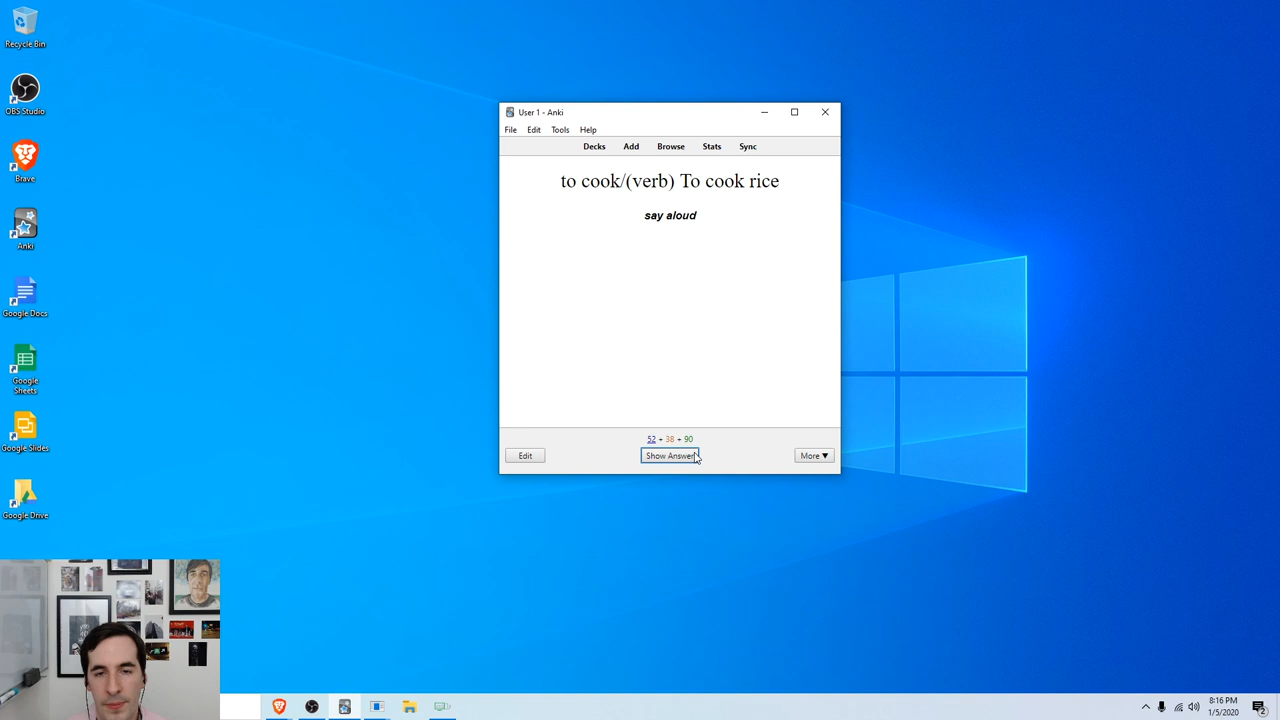 Recycle Bin
OBS Studio
Brave
Anki
Google Docs
Google
Sheets
Google Slides
Google Drive
User 1 - Anki
File Edit Tools Help
Decks Add Browse Stats Sync
to cook/(verb) To cook rice
say aloud
52 + 38 + 90
Edit
Show Answer
More ▼
8:16 PM
1/5/2020
2